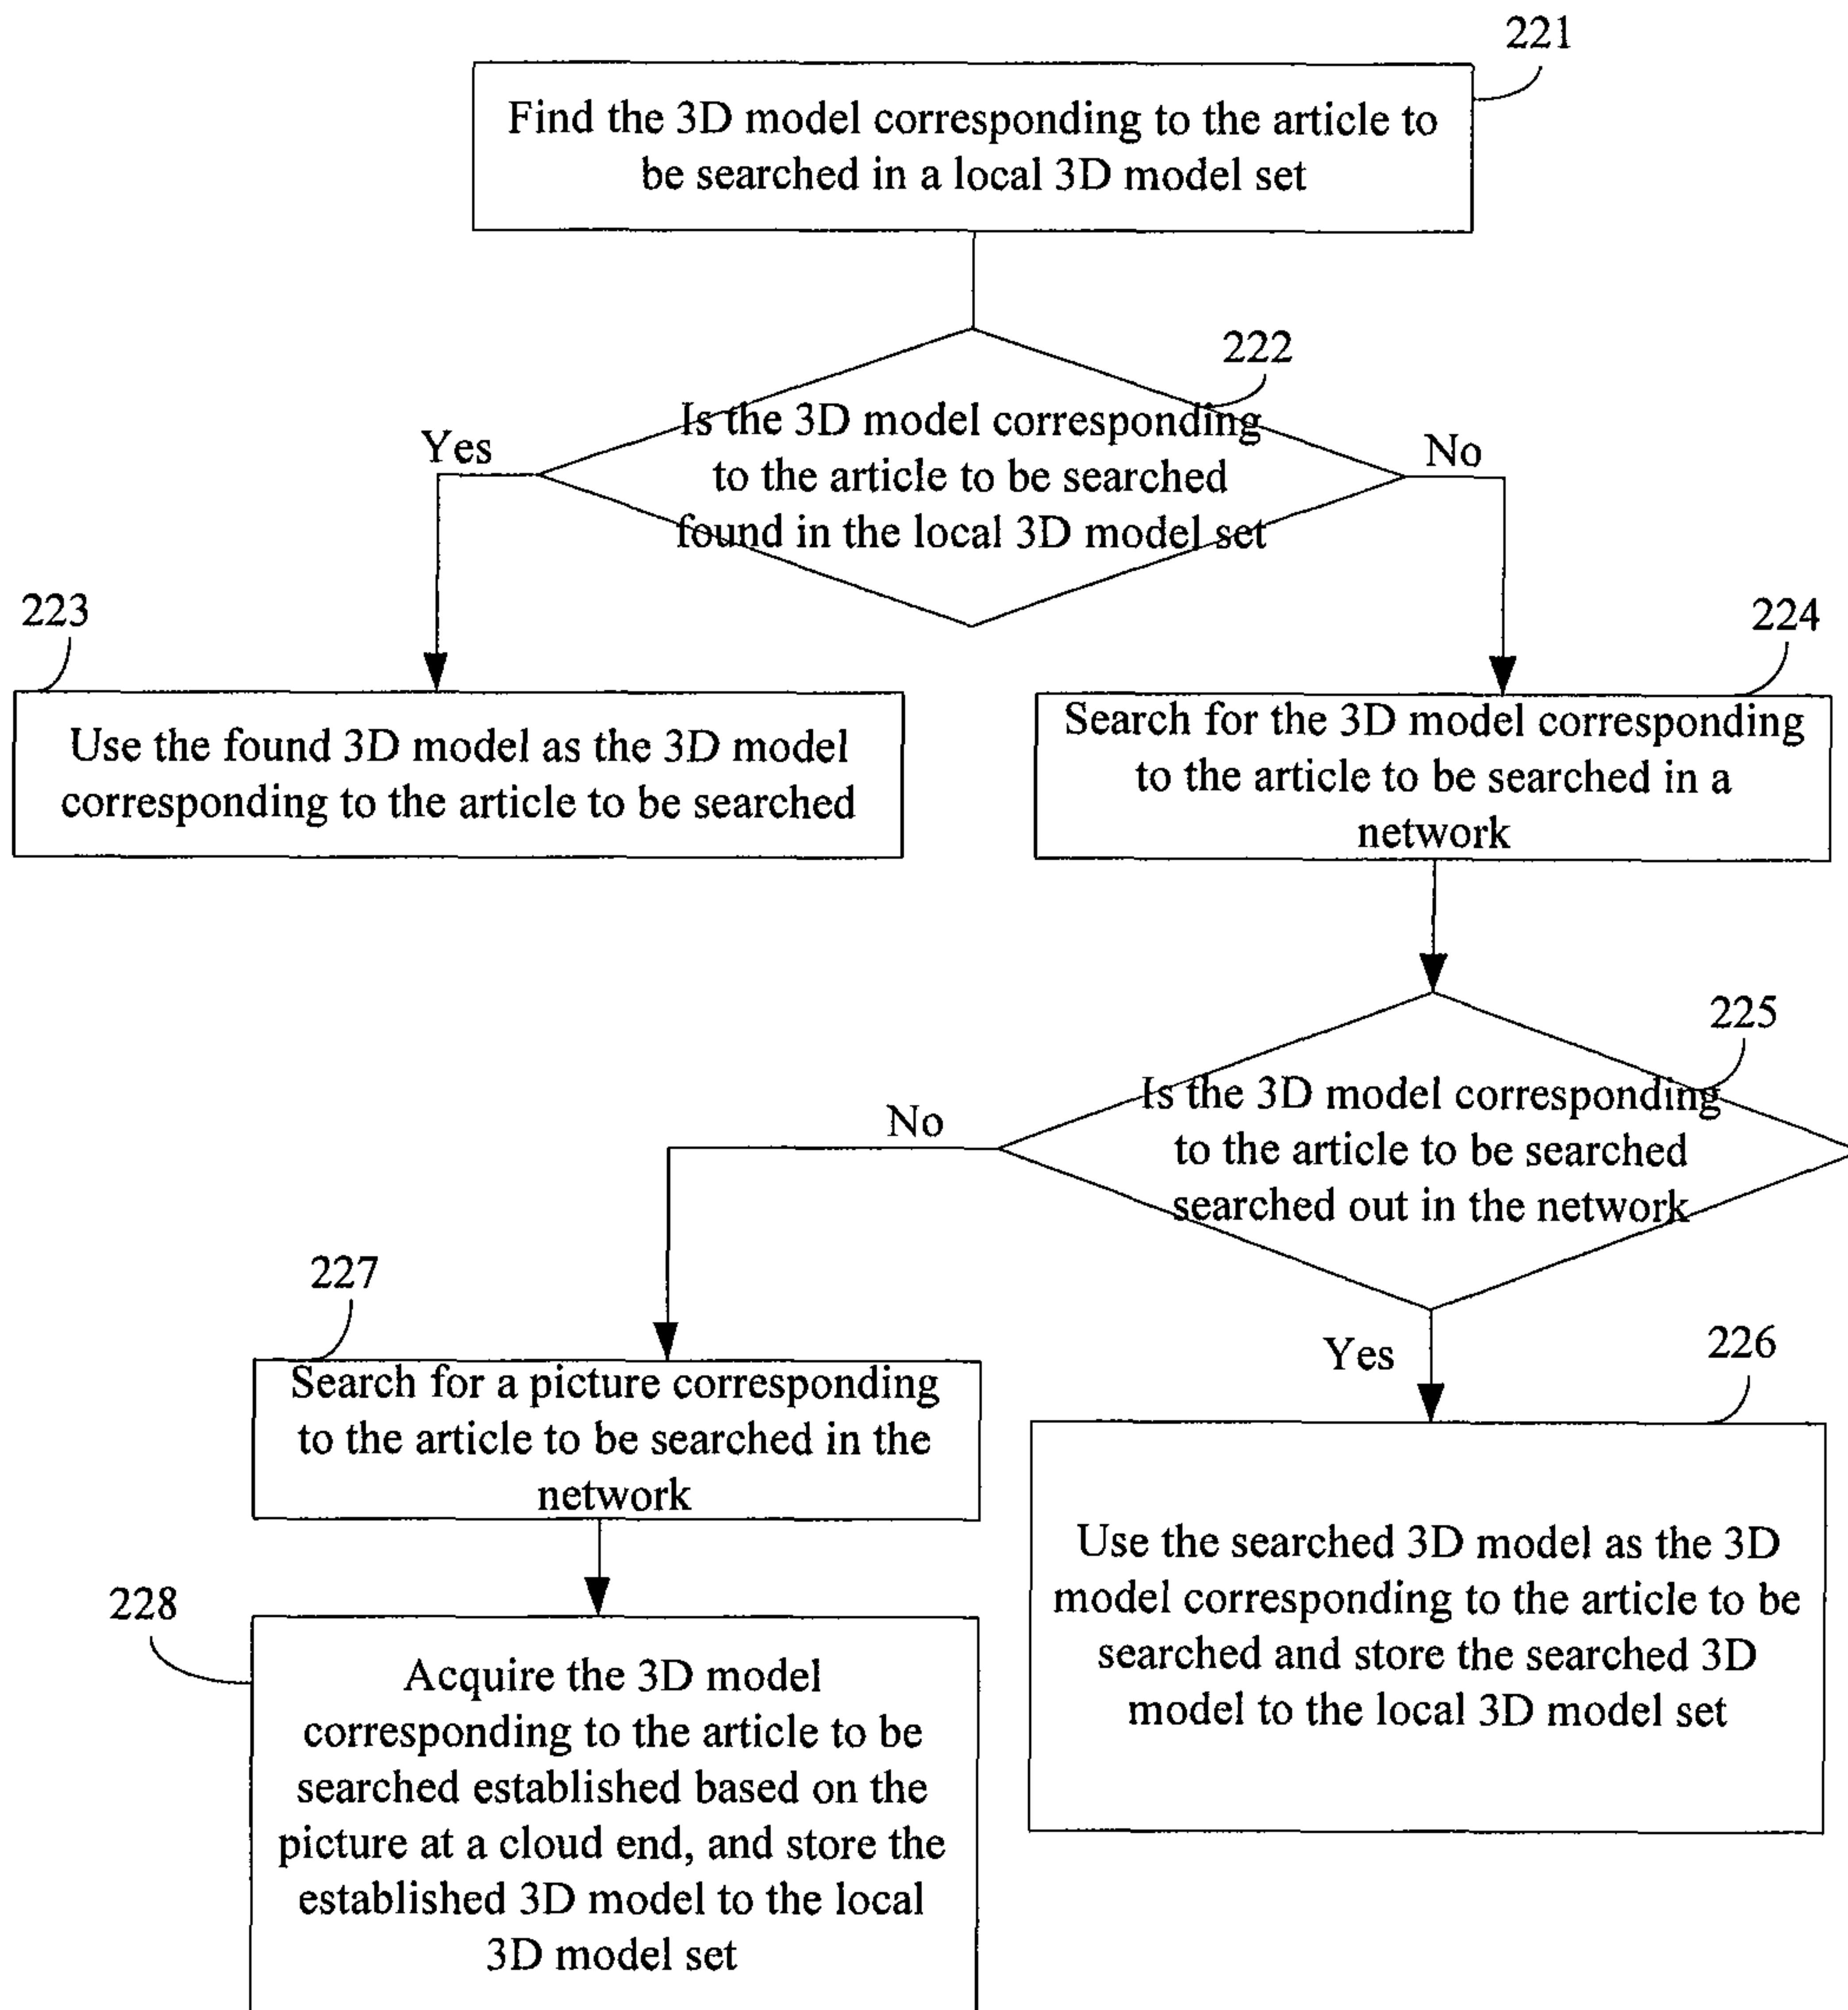 221
Find the 3D model corresponding to the article to
be searched in a local 3D model set
222
Is the 3D model corresponding
to the article to be searched
found in the local 3D model set
Yes
No
223
Use the found 3D model as the 3D model
corresponding to the article to be searched
224
Search for the 3D model corresponding
to the article to be searched in a
network
225
Is the 3D model corresponding
to the article to be searched
searched out in the network
No
Yes
227
Search for a picture corresponding
to the article to be searched in the
network
226
Use the searched 3D model as the 3D
model corresponding to the article to be
searched and store the searched 3D
model to the local 3D model set
228
Acquire the 3D model
corresponding to the article to be
searched established based on the
picture at a cloud end, and store the
established 3D model to the local
3D model set